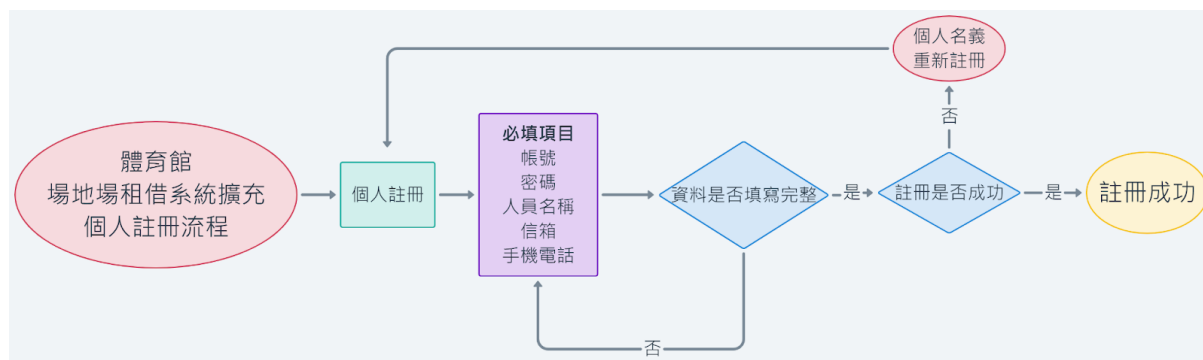 體育館
場地場租借系統擴充
個人註冊流程
個人註冊
必填項目
帳號
密碼
人員名稱
信箱
手機電話
資料是否填寫完整
是
否
註冊是否成功
否
個人名義
重新註冊
是
註冊成功